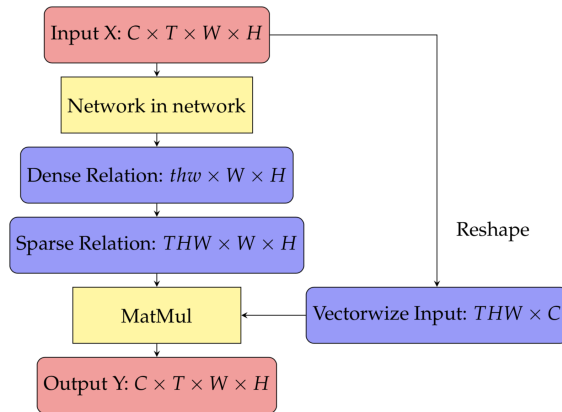 Input X: C × T × W × H
Network in network
Dense Relation: thw × W × H
Sparse Relation: THW × W × H
Reshape
MatMul
Vectorwize Input: THW × C
Output Y: C × T × W × H